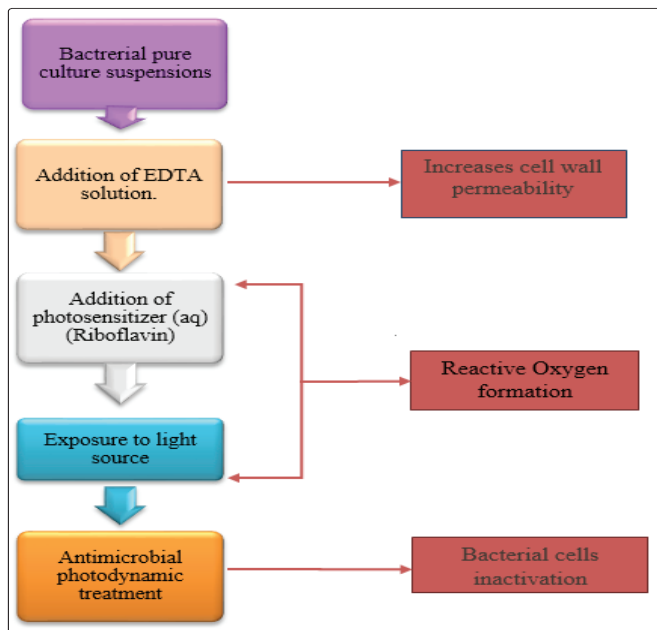 Bactrerial pure
culture suspensions
Addition of EDTA
solution.
Increases cell wall
permeability
Addition of
photosensitizer (aq)
(Riboflavin)
Reactive Oxygen
formation
Exposure to light
source
Antimicrobial
photodynamic
treatment
Bacterial cells
inactivation